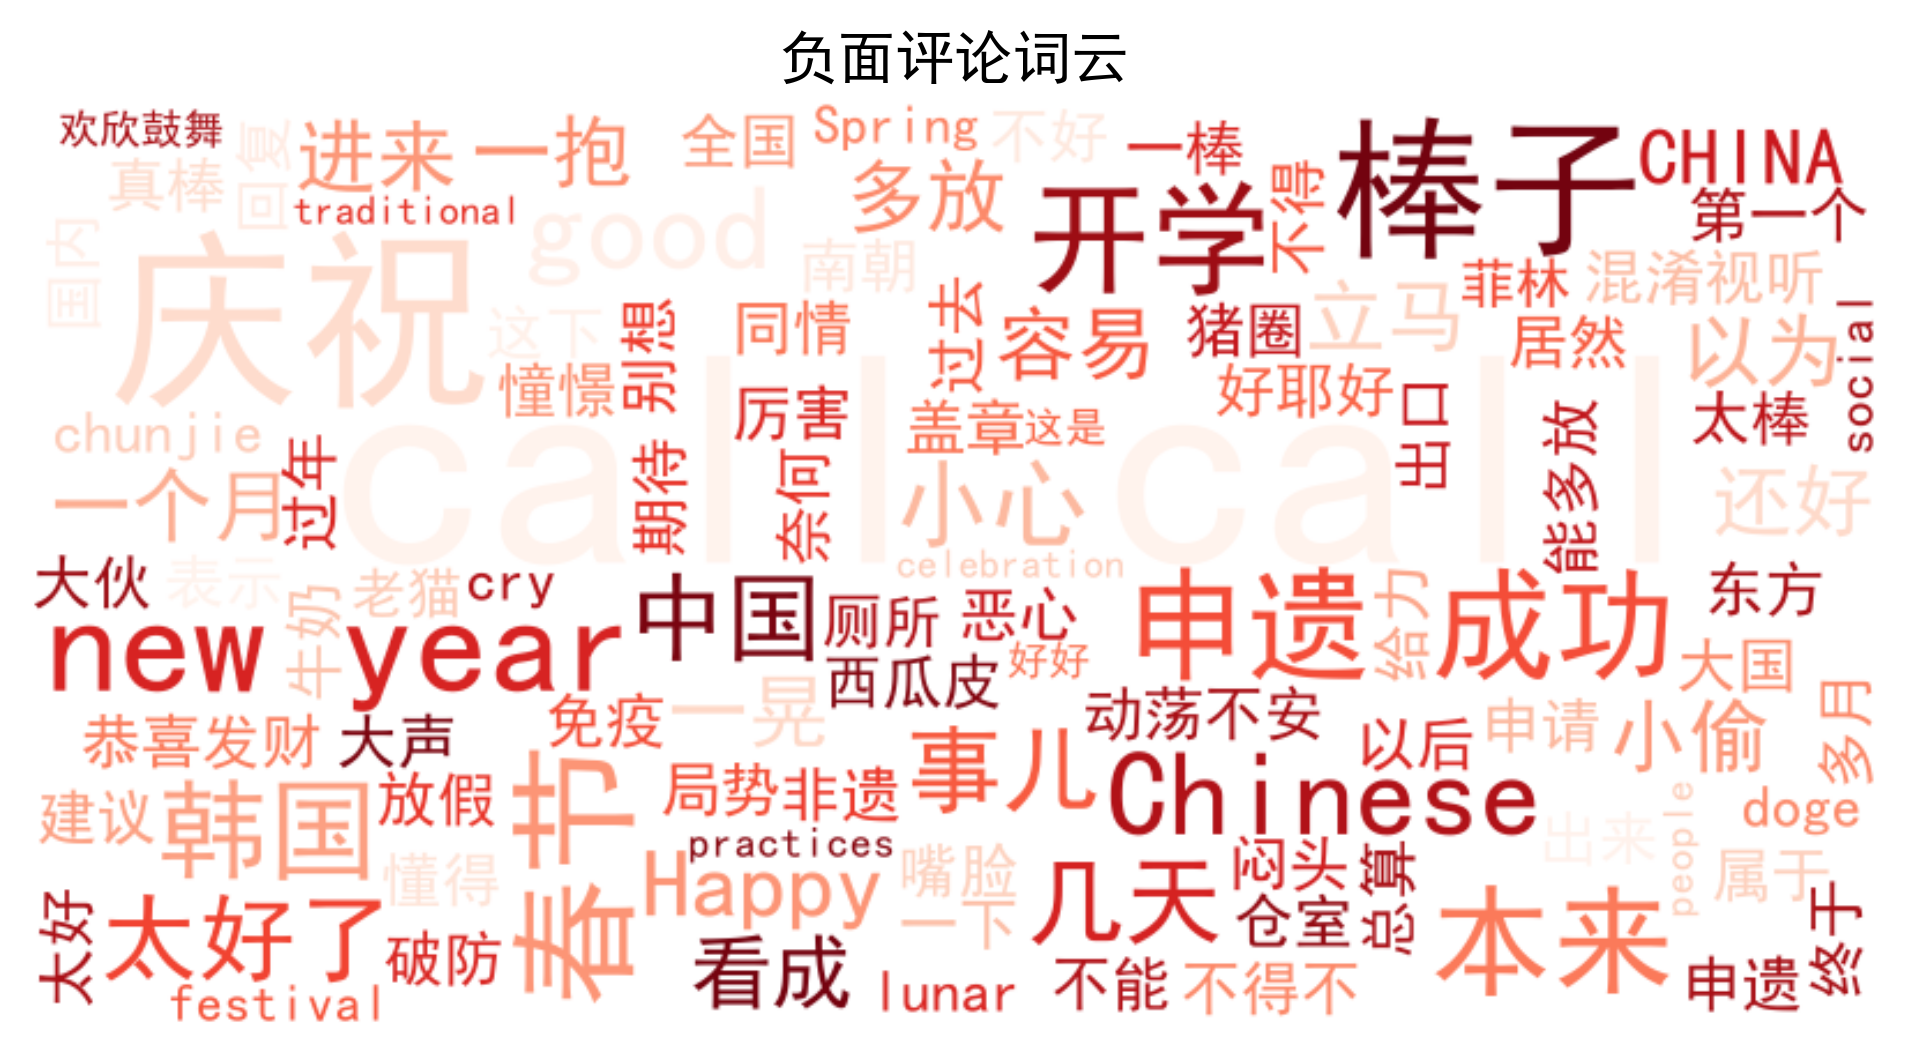 负面评论词云
欢欣鼓舞
真棒
回复
进来
一抱
全国
Spring
不好
一棒
棒子
CHINA
traditional
good
多放
开学
不得
第一个
国内
庆祝
南朝
菲林
混淆视听
这下
别想
同情
过去
容易
猪圈
立马
居然
以为
social
憧憬
厉害
盖章
这是
好耶好
出口
能多放
太棒
chunjie
过年
call call
期待
奈何
小心
还好
一个月
celebration
大伙
表示
牛奶
老猫
cry
中国
厕所
恶心
申遗成功
给力
东方
new year
西瓜皮
好好
大国
恭喜发财
大声
免疫
一晃
动荡不安
以后
申请
小偷
多月
建议
韩国
放假
春节
局势
非遗
事儿
Chinese
doge
practices
出来
people
懂得
Happy
嘴脸
几天
闷头
总算
属于
太好
太好了
破防
一下
仓室
本来
终于
festival
看成
lunar
不能
不得不
申遗